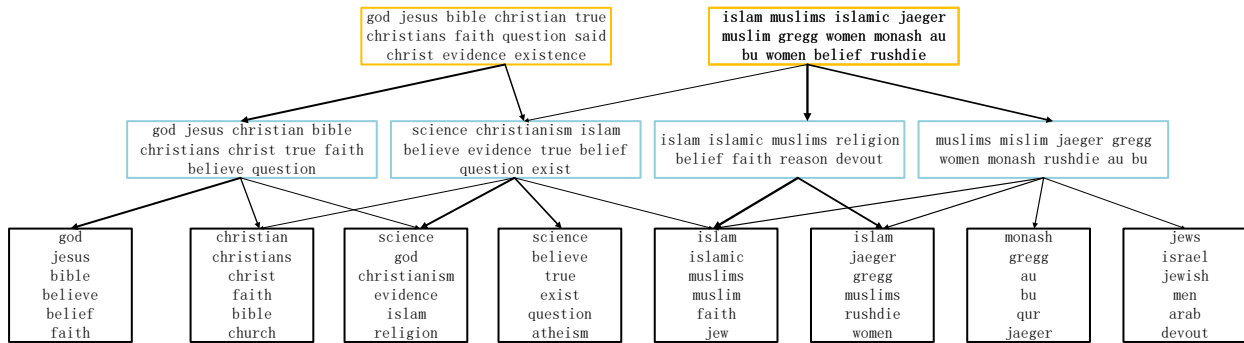 god jesus bible christian true
christians faith question said
christ evidence existence
islam muslims islamic jaeger
muslim gregg women monash au
bu women belief rushdie
god jesus christian bible
christians christ true faith
believe question
science christianism islam
believe evidence true belief
question exist
islam islamic muslims religion
belief faith reason devout
muslims mislim jaeger gregg
women monash rushdie au bu
god
jesus
bible
believe
belief
faith
christian
christians
christ
faith
bible
church
science
god
christianism
evidence
islam
religion
science
believe
true
exist
question
atheism
islam
islamic
muslims
muslim
faith
jew
islam
jaeger
gregg
muslims
rushdie
women
monash
gregg
au
bu
qur
jaeger
jews
israel
jewish
men
arab
devout